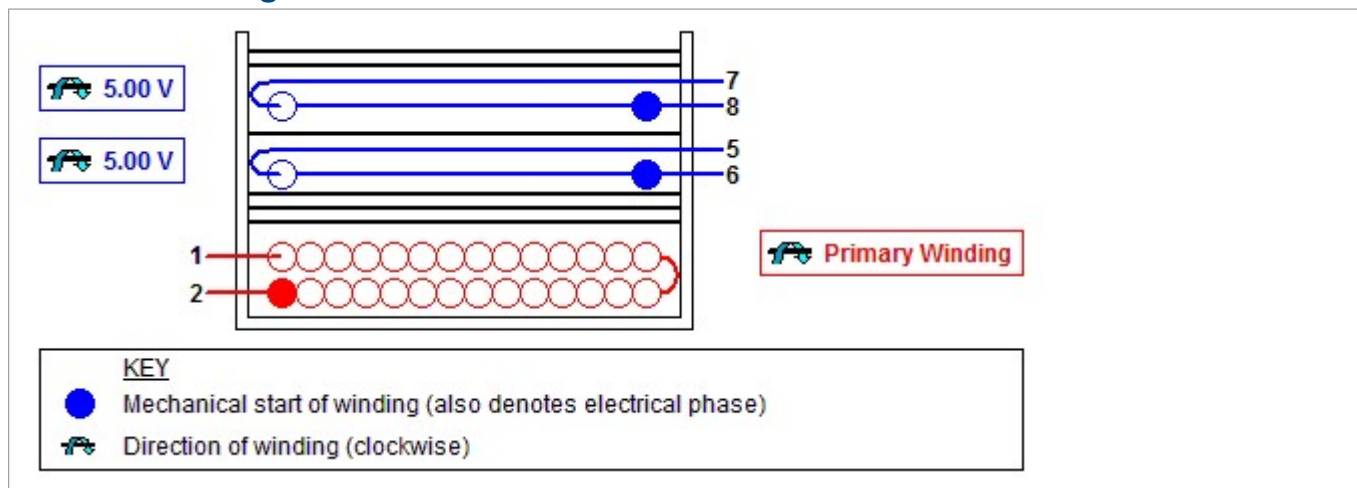 7
5.00 V
8
5
5.00 V
6
1
Primary Winding
2
KEY
Mechanical start of winding (also denotes electrical phase)
Direction of winding (clockwise)